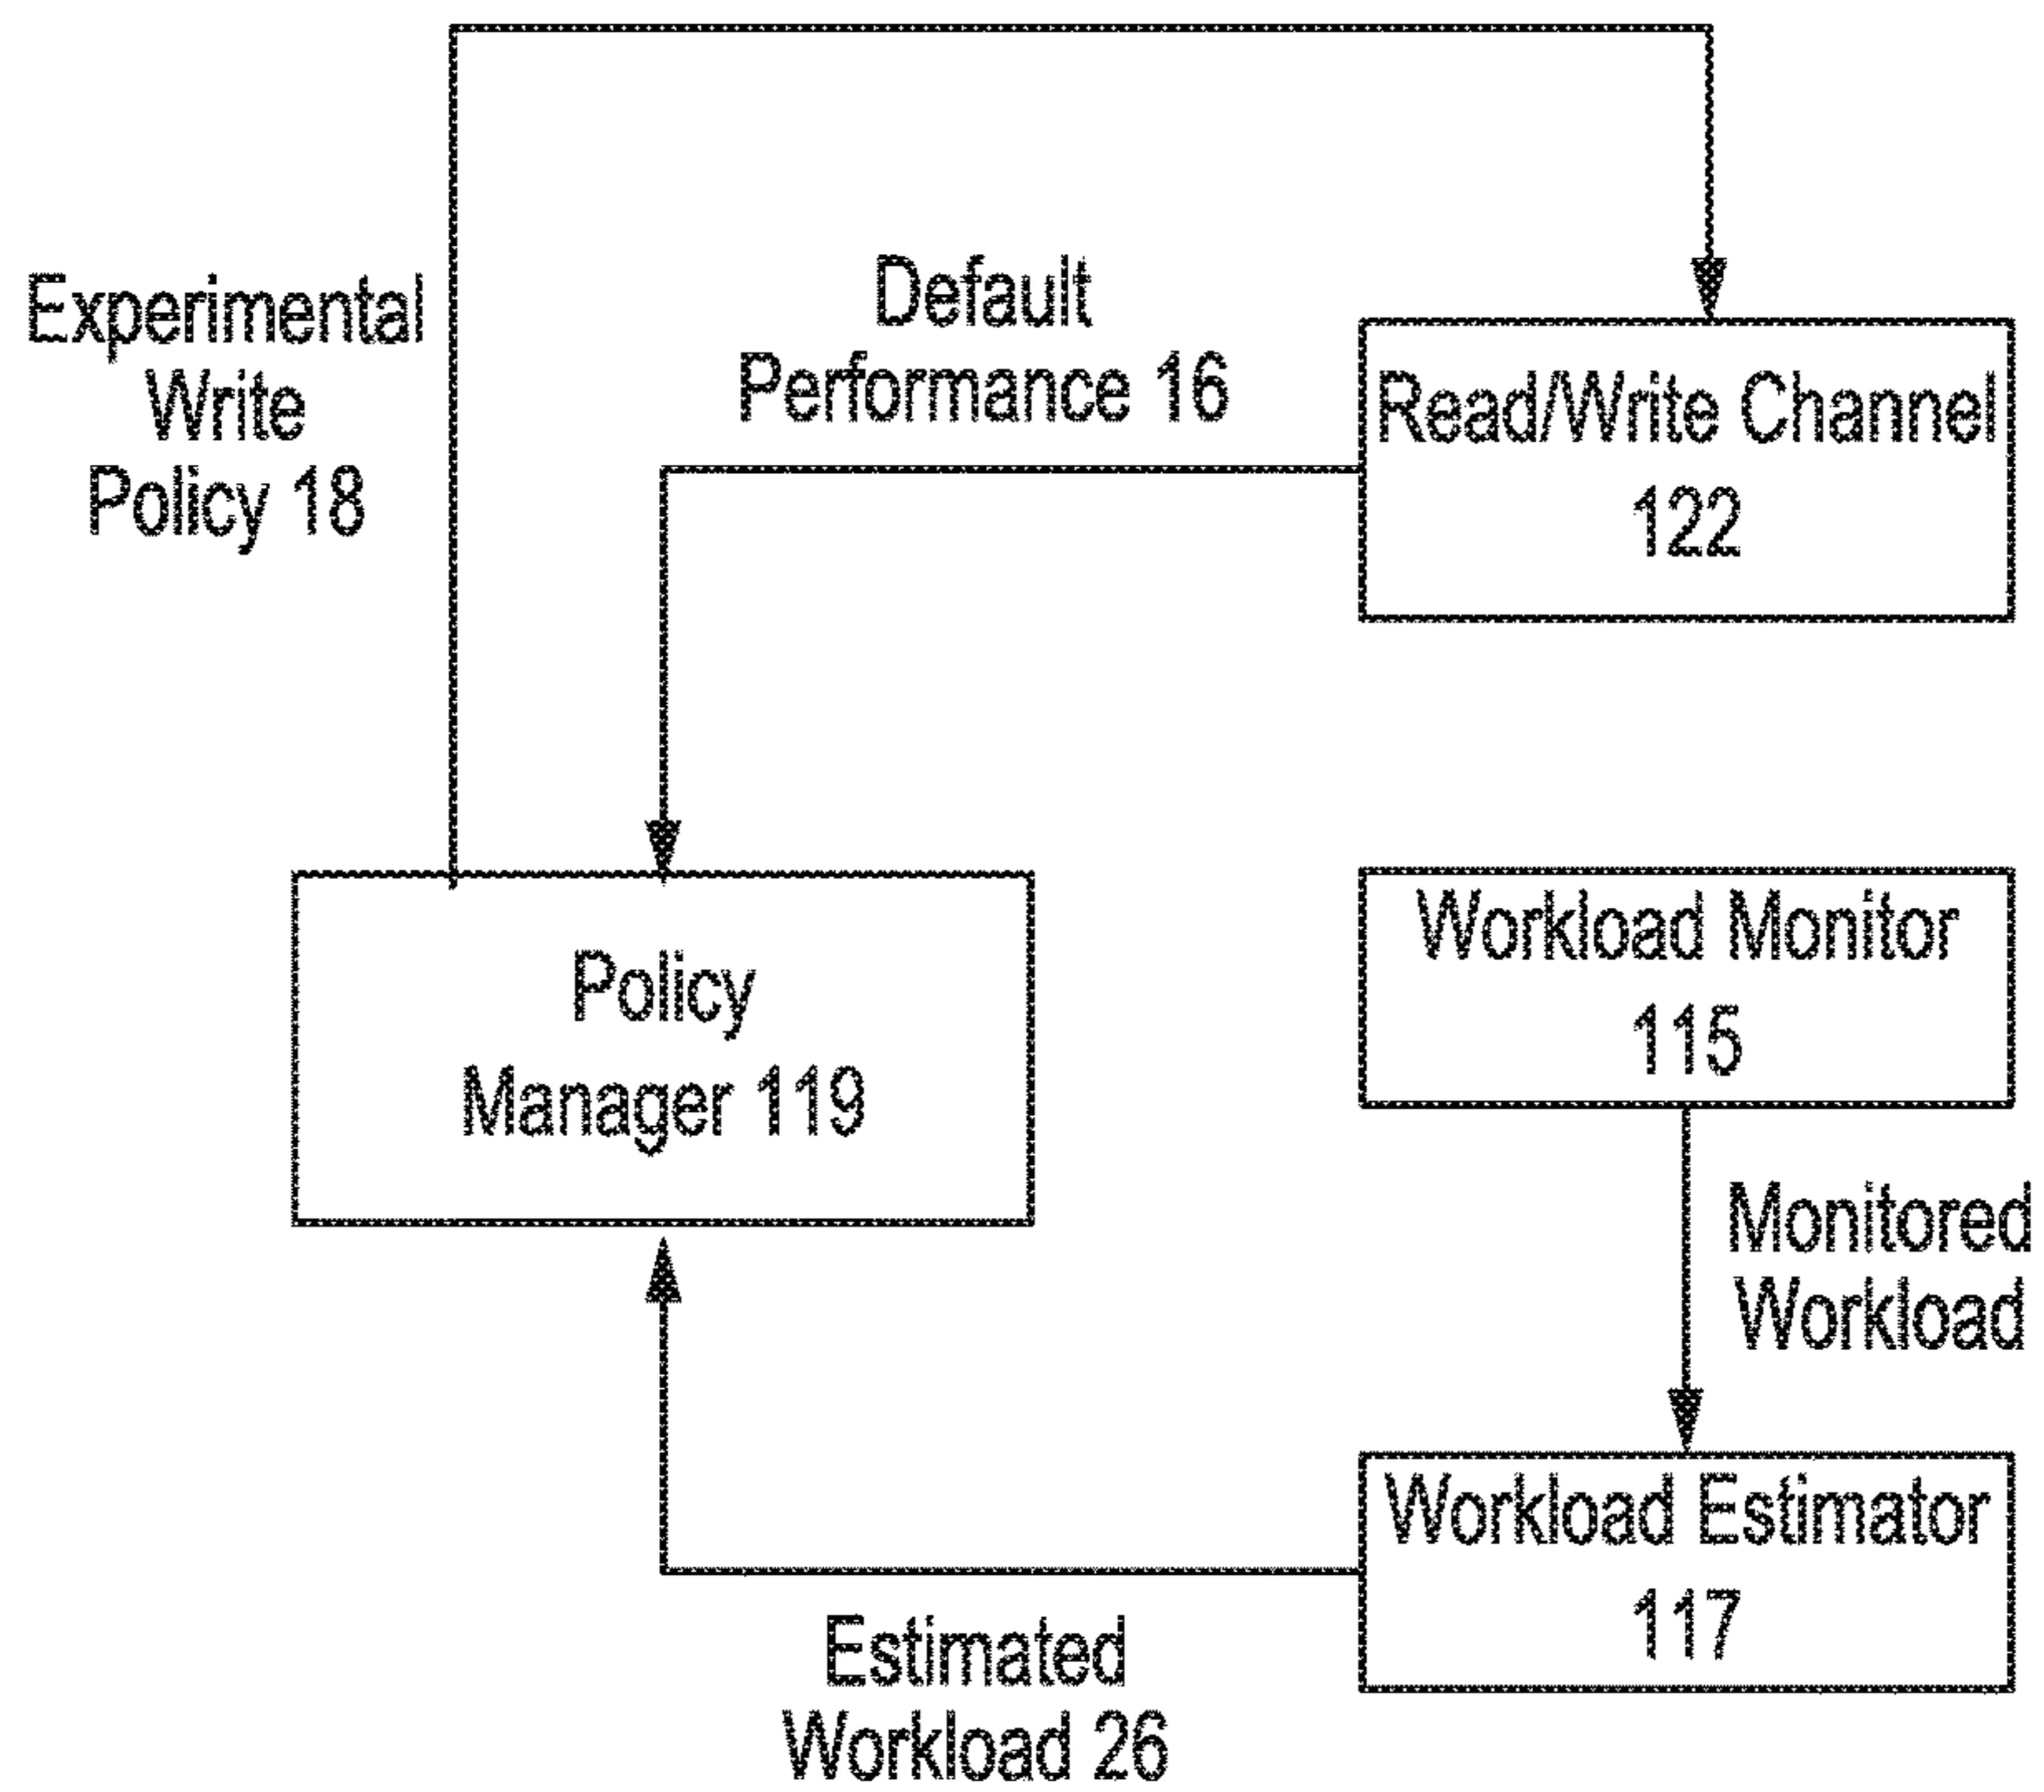 Experimental
Write
Policy 18
Default
Performance 16
Read/Write Channel
122
Policy
Manager 119
Workload Monitor
115
Monitored
Workload
Workload Estimator
117
Estimated
Workload 26